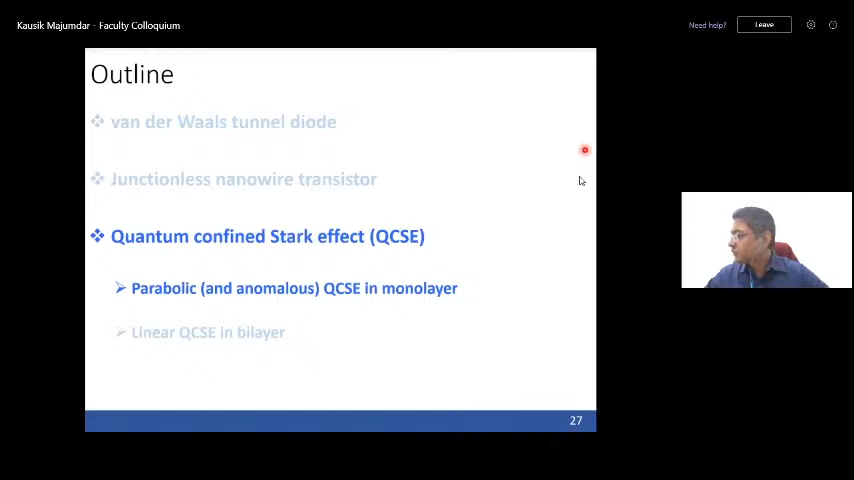 Kausik Majumdar - Faculty Colloquium
Need help?
Leave
Outline
van der Waals tunnel diode
Junctionless nanowire transistor
Quantum confined Stark effect (QCSE)
Parabolic (and anomalous) QCSE in monolayer
Linear QCSE in bilayer
27